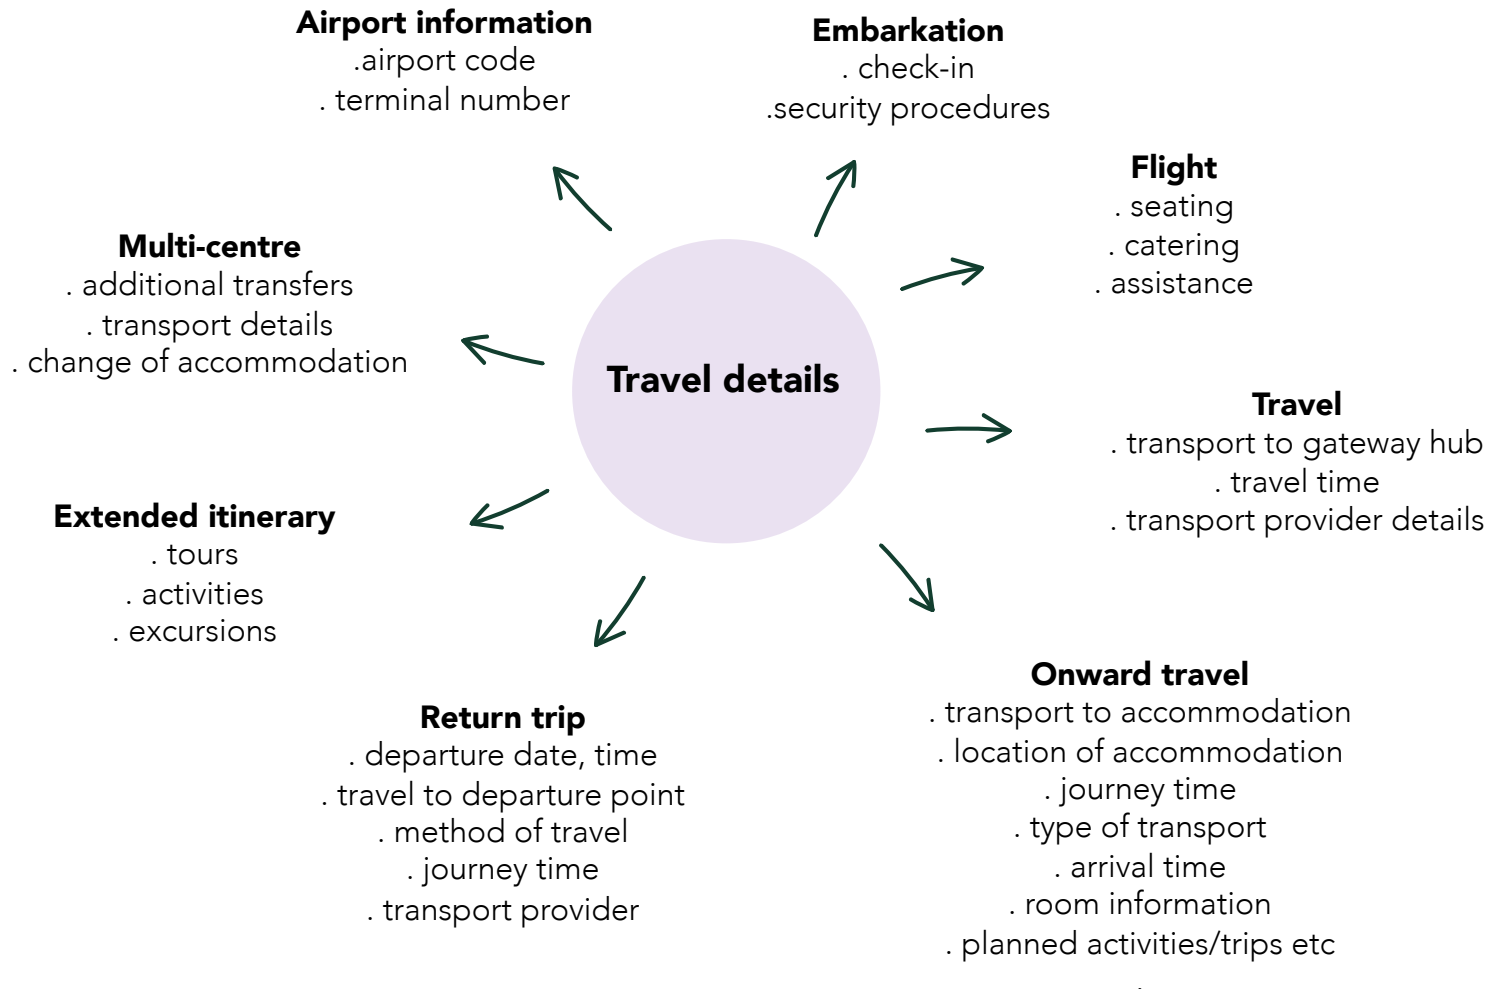 Airport information
.airport code
. terminal number
Embarkation
. check-in
.security procedures
Flight
. seating
. catering
. assistance
Multi-centre
. additional transfers
. transport details
. change of accommodation
Travel details
Travel
. transport to gateway hub
. travel time
. transport provider details
Extended itinerary
. tours
. activities
. excursions
Onward travel
. transport to accommodation
. location of accommodation
. journey time
. type of transport
. arrival time
. room information
. planned activities/trips etc
Return trip
. departure date, time
. travel to departure point
. method of travel
. journey time
. transport provider